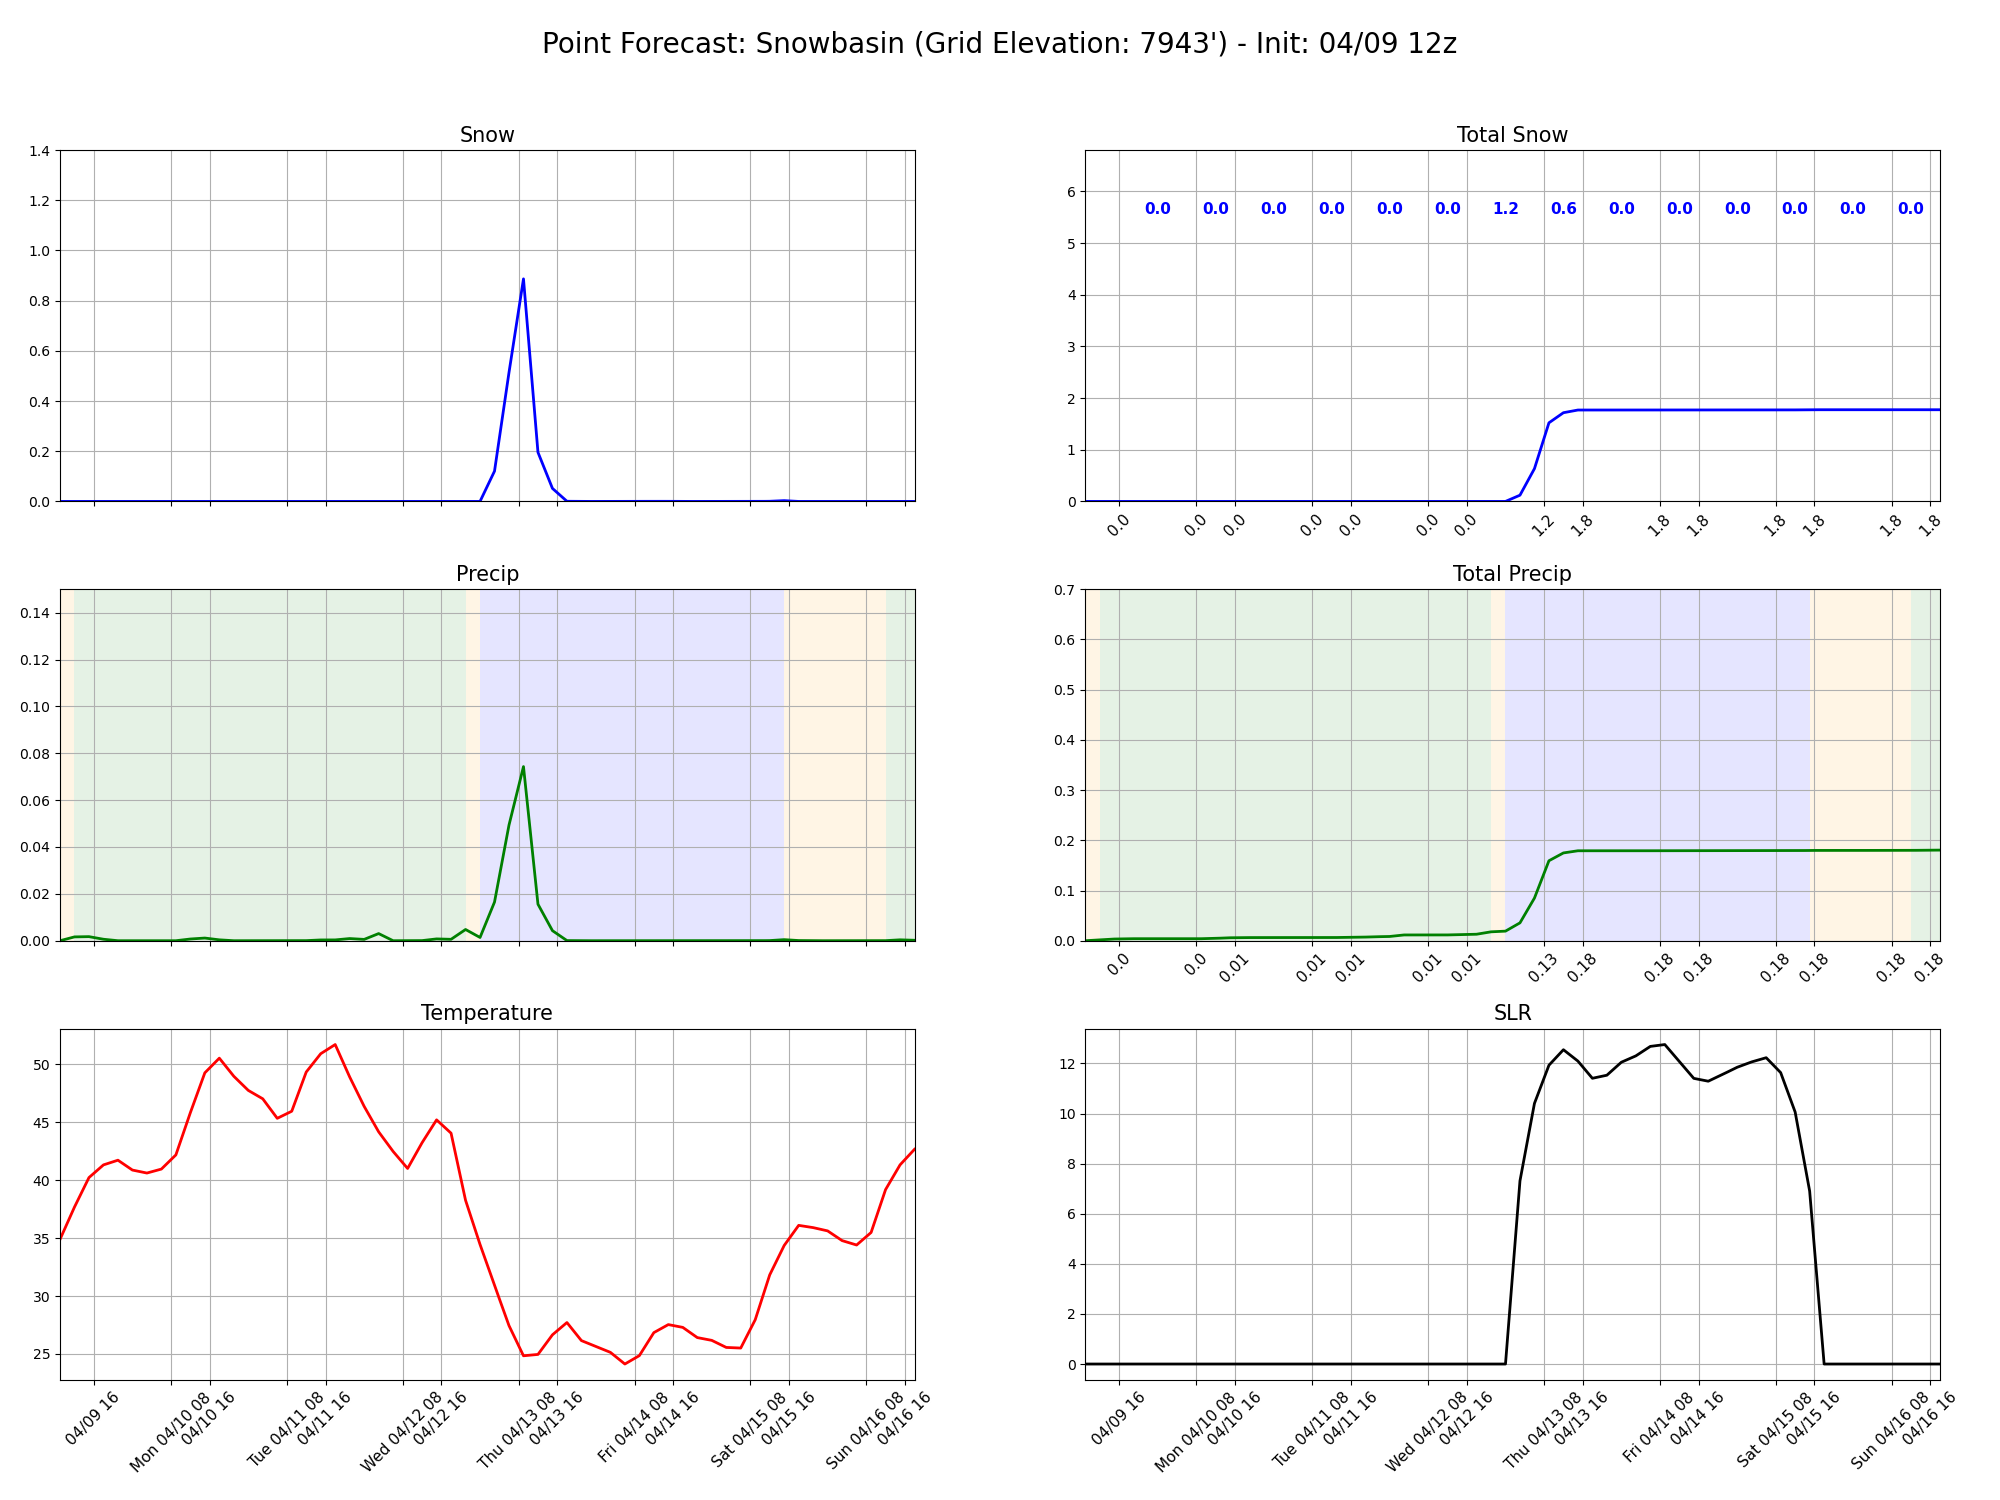 Point Forecast: Snowbasin (Grid Elevation: 7943') - Init: 04/09 12z
Snow
1.4
1.2
1.0
0.8
0.6
0.4
0.2
0.0
Total Snow
6
5
4
3
2
1
0
0.0 0.0 0.0 0.0 0.0 0.0 1.2 0.6 0.0 0.0 0.0 0.0 0.0 0.0
0.0 0.0 0.0 0.0 0.0 0.0 0.0 1.2 1.8 1.8 1.8 1.8 1.8 1.8 1.8
Precip
0.14
0.12
0.10
0.08
0.06
0.04
0.02
0.00
Total Precip
0.7
0.6
0.5
0.4
0.3
0.2
0.1
0.0
0.0 0.0 0.01 0.01 0.01 0.01 0.01 0.13 0.18 0.18 0.18 0.18 0.18 0.18 0.18
Temperature
50
45
40
35
30
25
04/09 16
Mon 04/10 08
04/10 16
Tue 04/11 08
04/11 16
Wed 04/12 08
04/12 16
Thu 04/13 08
04/13 16
Fri 04/14 08
04/14 16
Sat 04/15 08
04/15 16
Sun 04/16 08
04/16 16
SLR
12
10
8
6
4
2
0
04/09 16
Mon 04/10 08
04/10 16
Tue 04/11 08
04/11 16
Wed 04/12 08
04/12 16
Thu 04/13 08
04/13 16
Fri 04/14 08
04/14 16
Sat 04/15 08
04/15 16
Sun 04/16 08
04/16 16